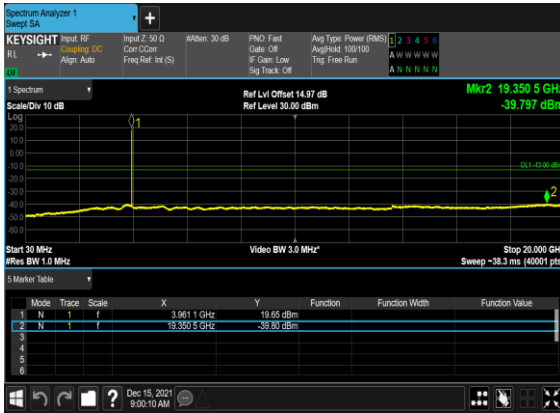 Spectrum Analyzer 1
Swept SA
KEYSIGHT Input: RF Input Z: 50 Ω #Atten: 30 dB PNO: Fast Avg Type: Power (RMS) 1 2 3 4 5 6
RL Coupling: DC Corr CCorr Gate: Off Avg|Hold: 100/100 A W W W W W
Align: Auto Freq Ref: Int (S) IF Gain: Low Trig: Free Run
Sig Track: Off A N N N N N
1 Spectrum Ref Lvl Offset 14.97 dB Mkr2 19.350 5 GHz
Scale/Div 10 dB Ref Level 30.00 dBm -39.797 dBm
Log
20.0
10.0
0.00
-10.0
-20.0
-30.0
-40.0
-50.0
-60.0
1
DL1 -13.00 dBm
2
Start 30 MHz Video BW 3.0 MHz* Stop 20.000 GHz
#Res BW 1.0 MHz Sweep ~38.3 ms (40001 pts)
5 Marker Table
Mode Trace Scale X Y Function Function Width Function Value
1 N 1 f 3.961 1 GHz 19.65 dBm
2 N 1 f 19.350 5 GHz -39.80 dBm
3
4
5
6
? Dec 15, 2021
9:00:10 AM